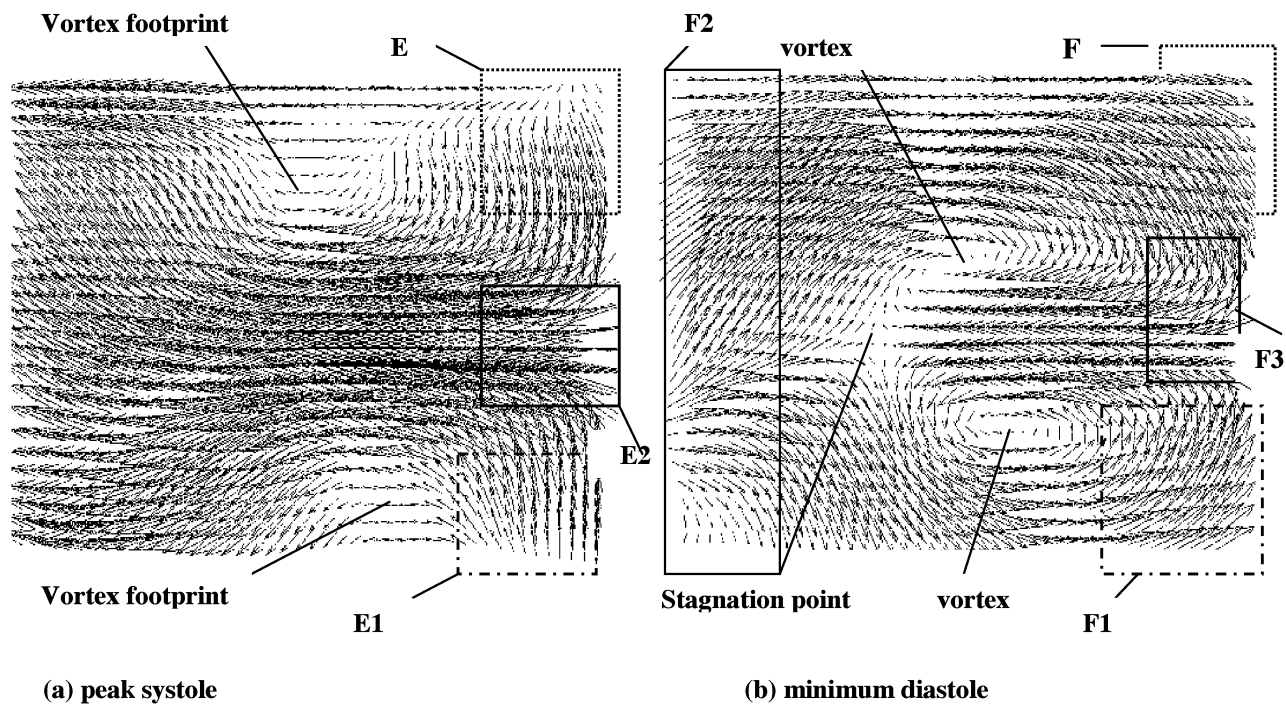 Vortex footprint
E
F2
vortex
F
F3
E2
Vortex footprint
E1
Stagnation point
vortex
F1
(a) peak systole
(b) minimum diastole